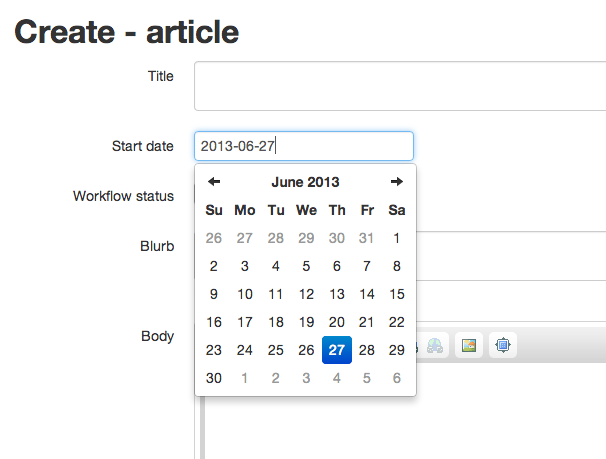 Create - article
Title
Start date 2013-06-27
June 2013
Su Mo Tu We Th Fr Sa
26 27 28 29 30 31 1
2 3 4 5 6 7 8
9 10 11 12 13 14 15
16 17 18 19 20 21 22
23 24 25 26 27 28 29
30 1 2 3 4 5 6
Workflow status
Blurb
Body